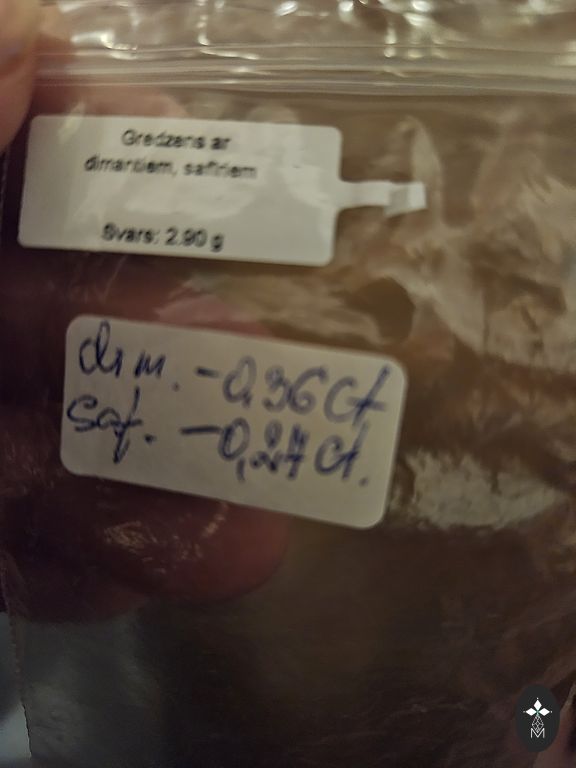 Gredzens ar
dimantiem, safīriem
Svars: 2.90 g
dim. - 0,36 ct
saf. - 0,24 ct.
M